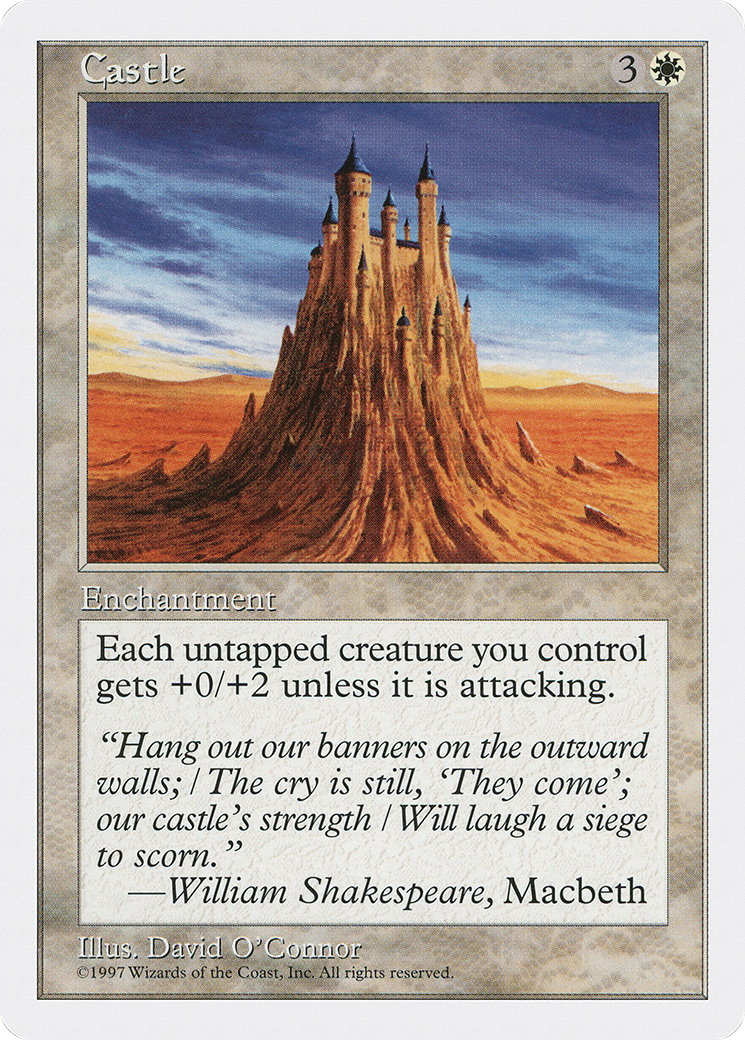 Castle 3
Enchantment
Each untapped creature you control
gets +0/+2 unless it is attacking.
“Hang out our banners on the outward
walls; / The cry is still, ‘They come’;
our castle’s strength / Will laugh a siege
to scorn.”
—William Shakespeare, Macbeth
Illus. David O’Connor
©1997 Wizards of the Coast, Inc. All rights reserved.